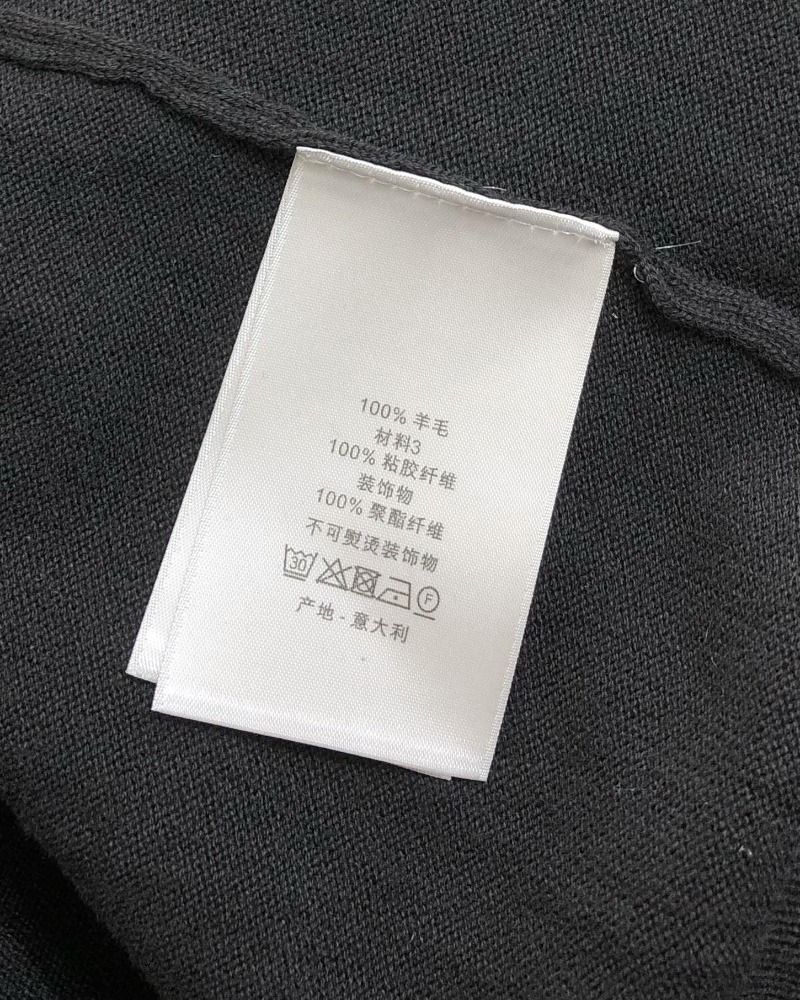 100% 羊毛
材料3
100% 粘胶纤维
装饰物
100% 聚酯纤维
不可熨烫装饰物
30 F
产地 - 意大利